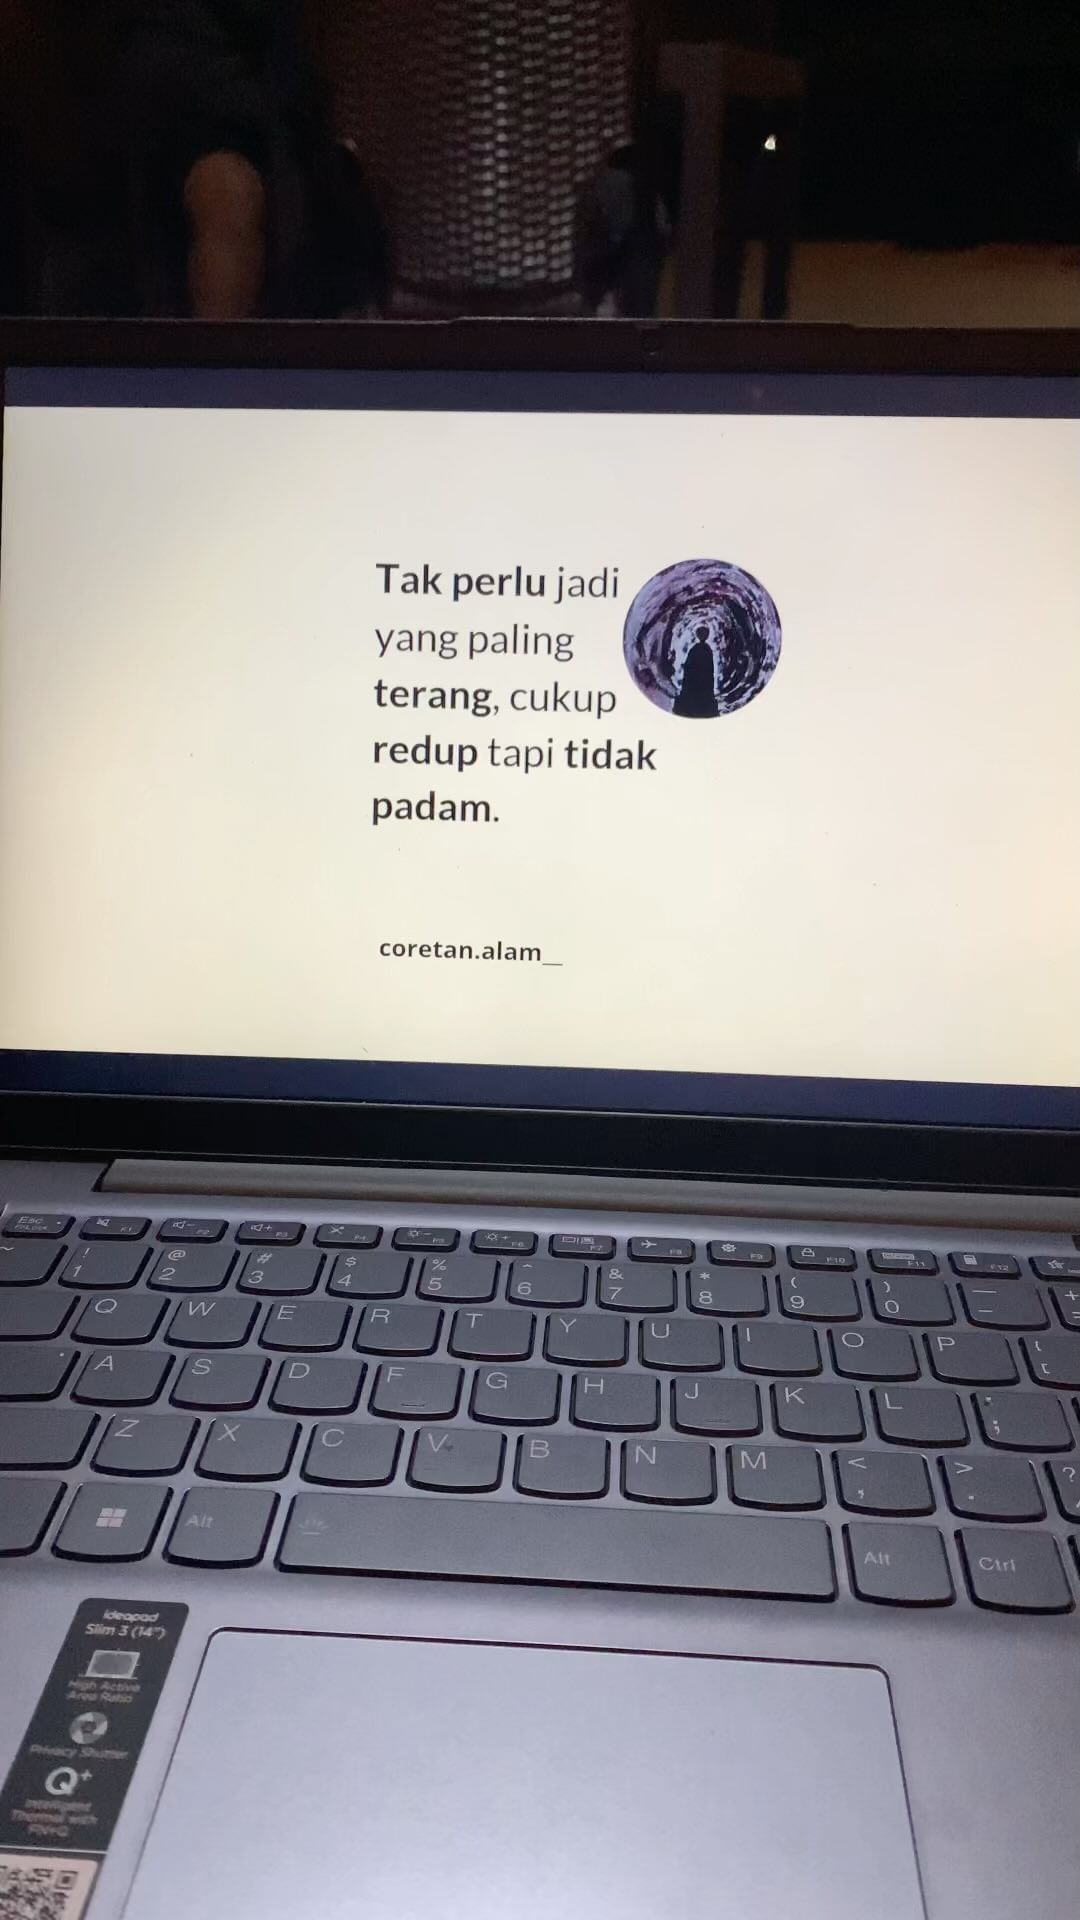 Tak perlu jadi
yang paling
terang, cukup
redup tapi tidak
padam.
coretan.alam__
Esc F1 F2 F3 F4 F5 F6 F7 F8 F9 F10 F11 F12
~ ! 1 @ 2 # 3 $ 4 % 5 ^ 6 & 7 * 8 ( 9 ) 0 _ - + =
Q W E R T Y U I O P { [
A S D F G H J K L : ;
Z X C V B N M < , > . ?
Alt Alt Ctrl
ideapad
Slim 3 (14")
High Active
Area Ratio
Privacy Shutter
Q+
Intelligent
Thermal with
FN+Q